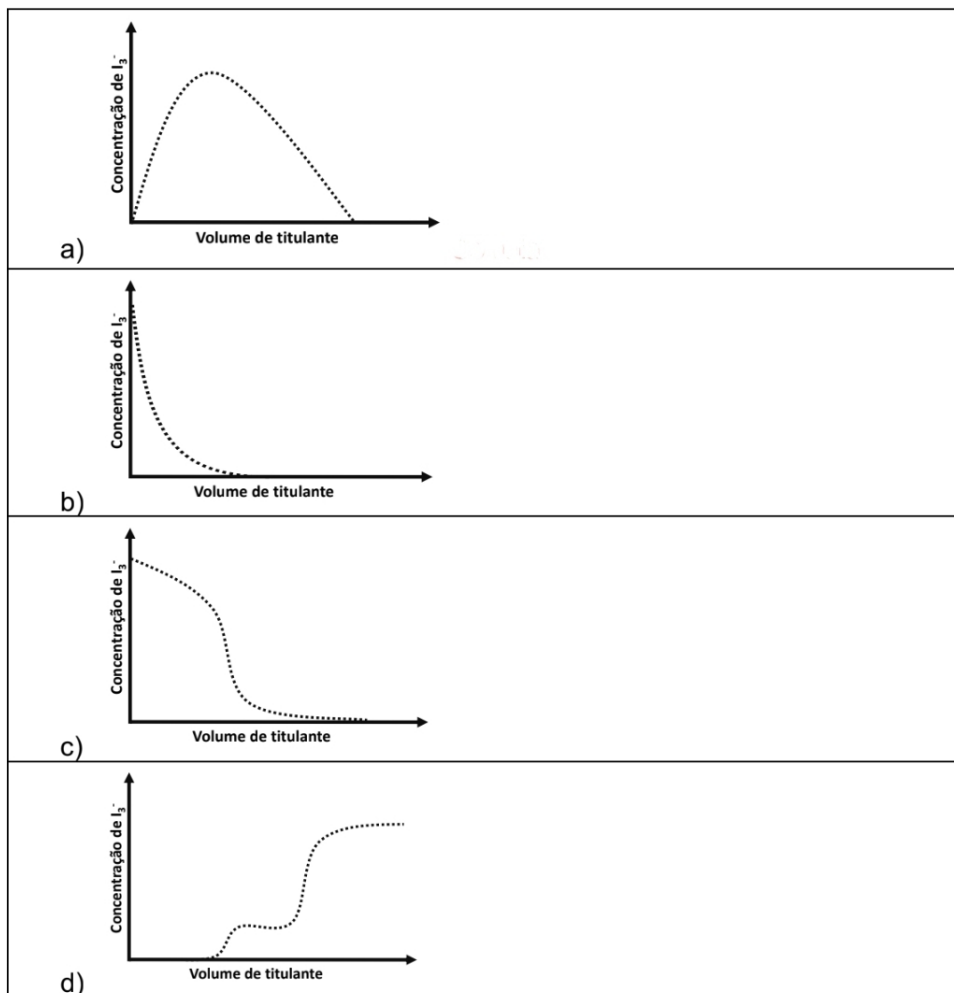 Concentração de I₃⁻
Volume de titulante
a)
Concentração de I₃⁻
Volume de titulante
b)
Concentração de I₃⁻
Volume de titulante
c)
Concentração de I₃⁻
Volume de titulante
d)